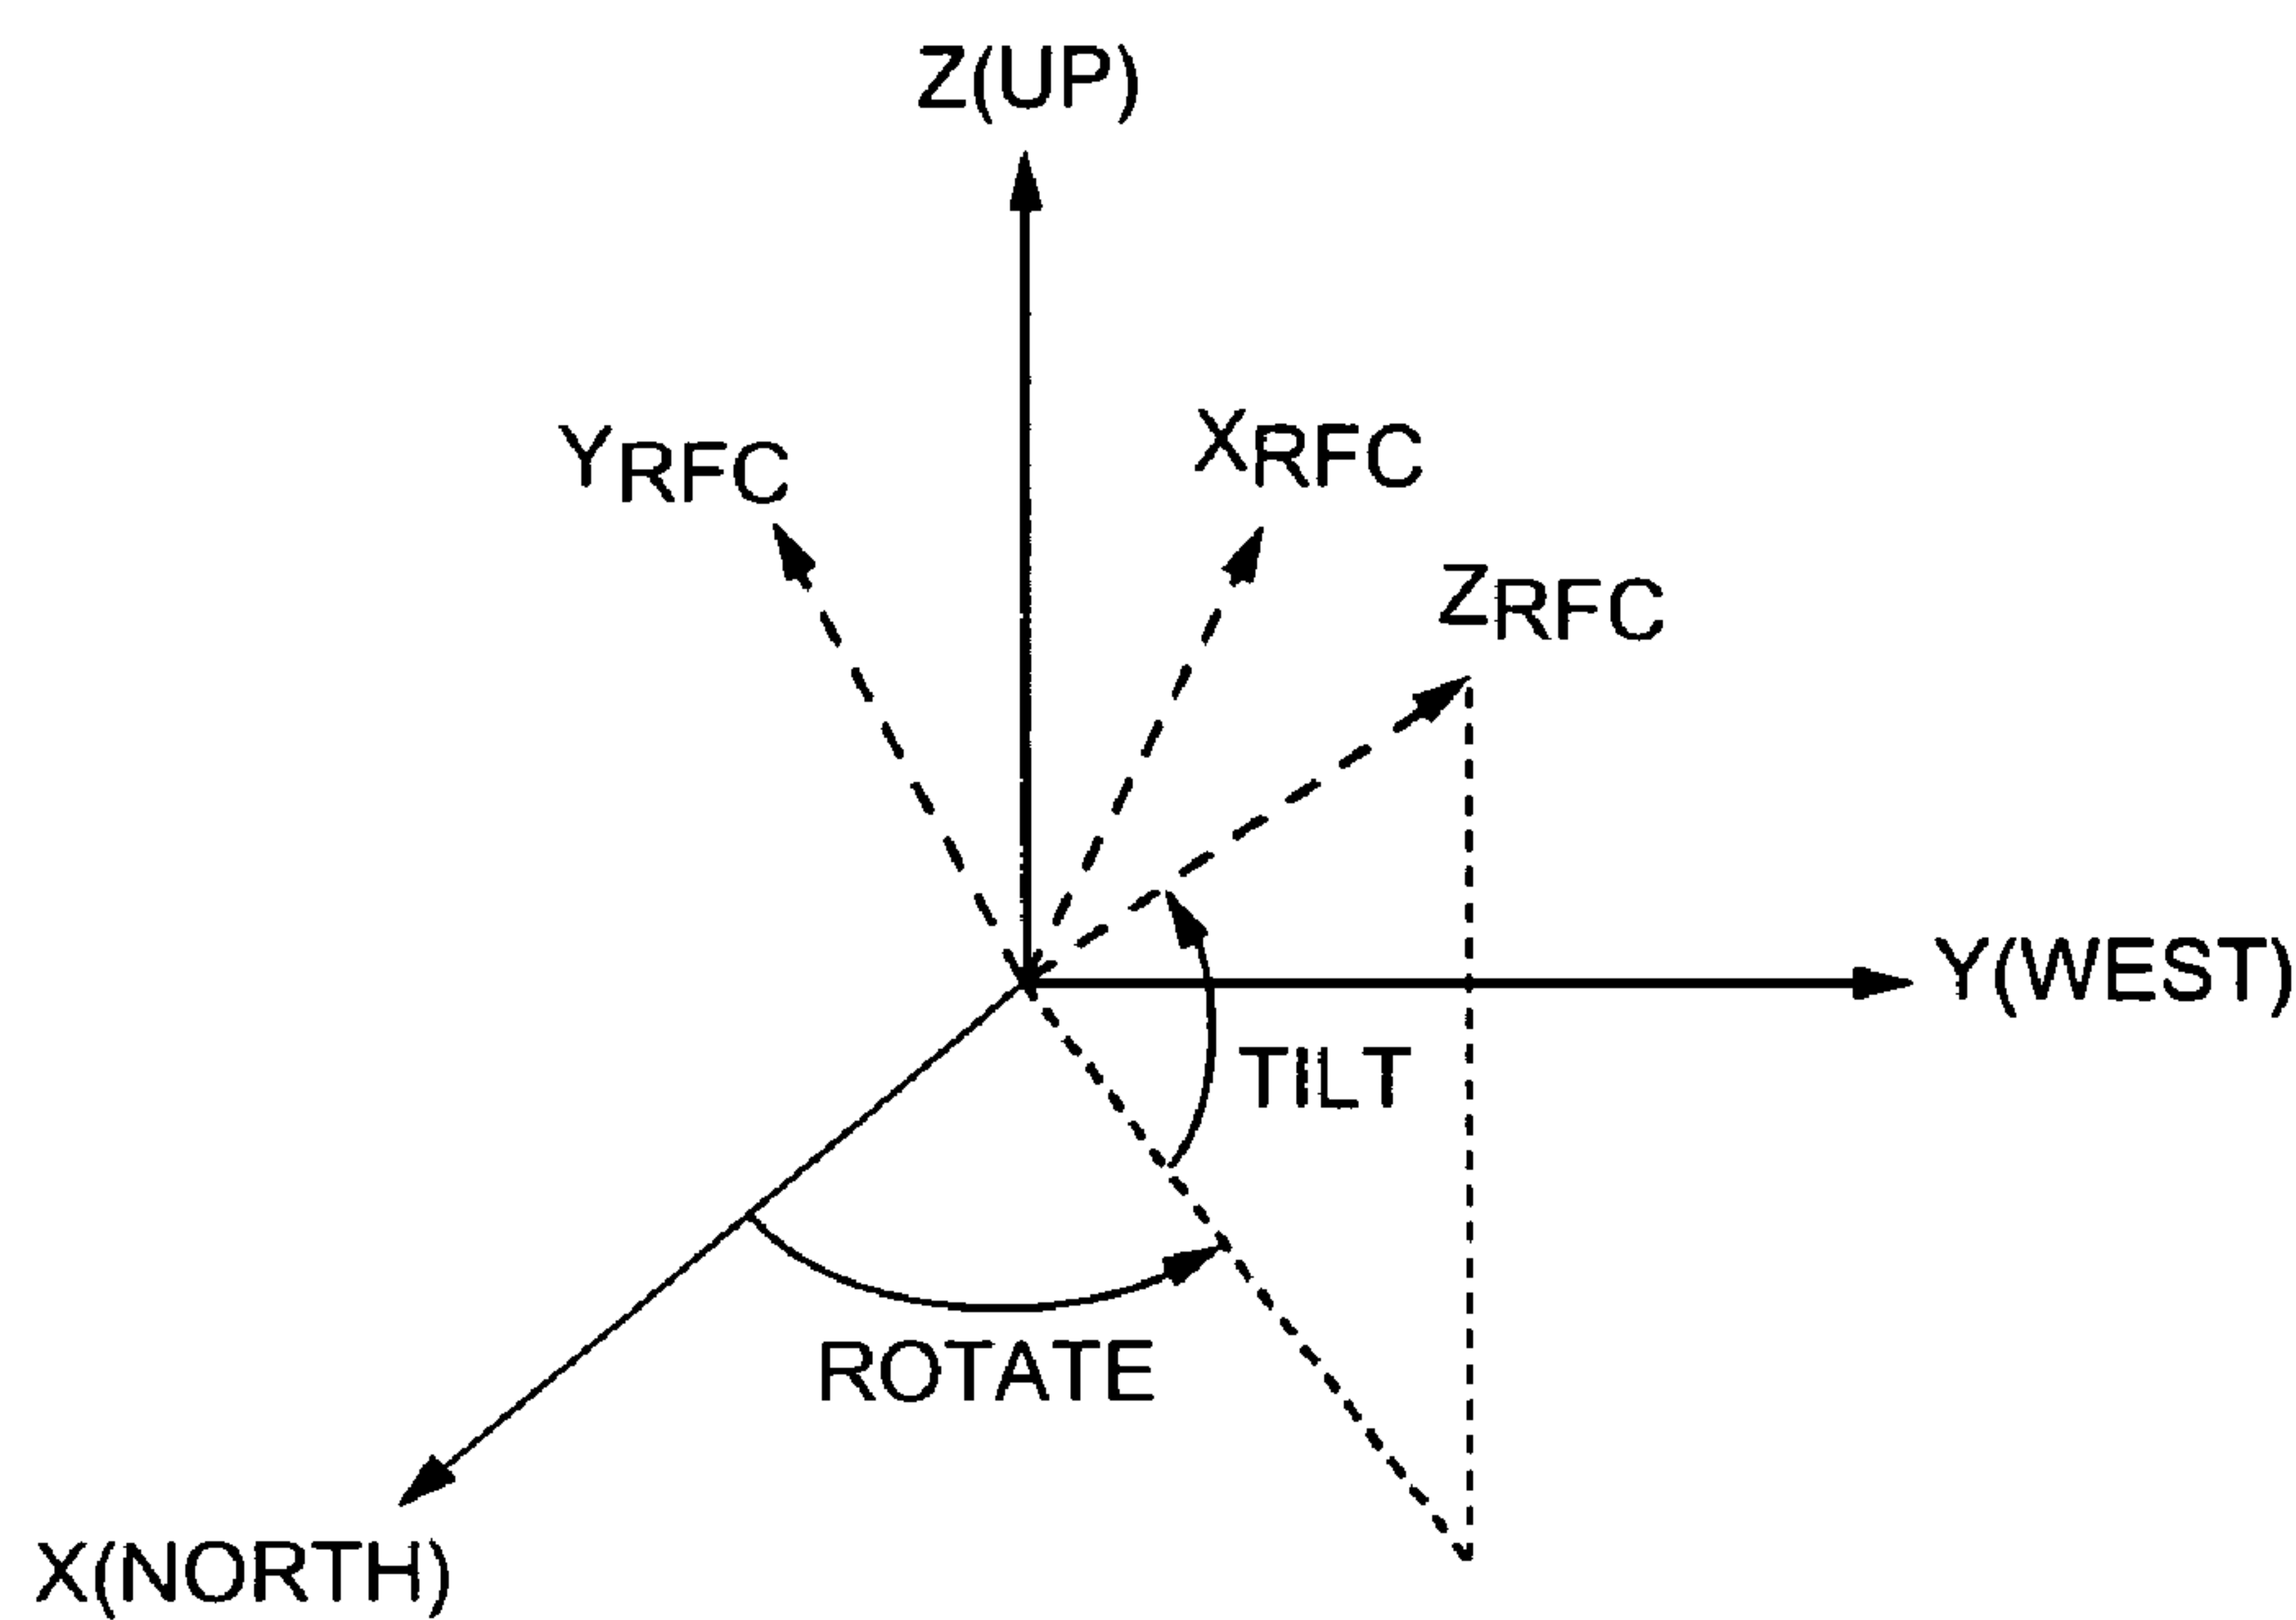 Z(UP)
YRFC
XRFC
ZRFC
Y(WEST)
TILT
ROTATE
X(NORTH)